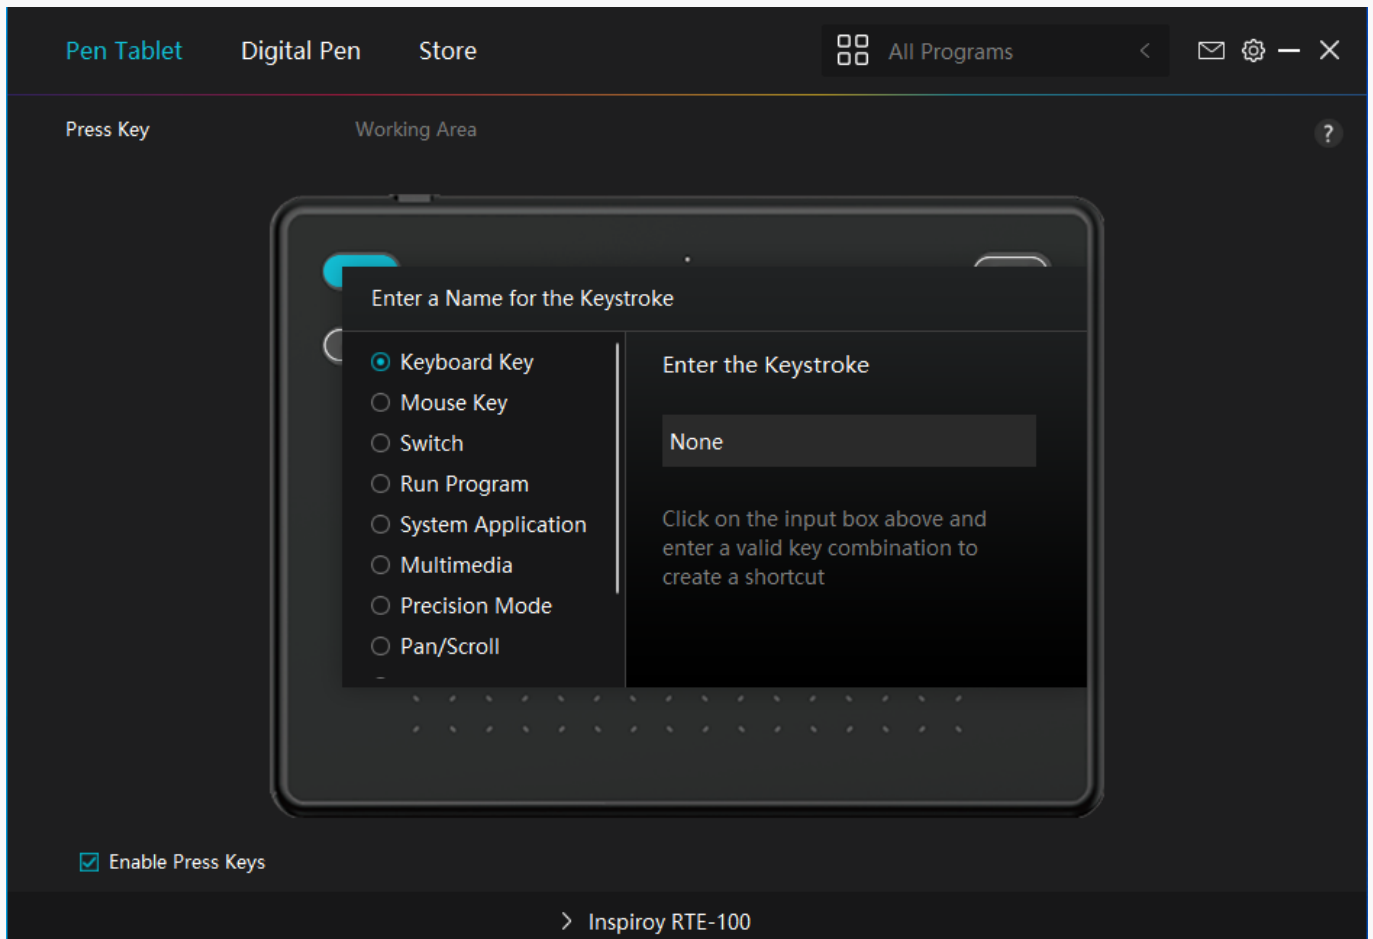 Pen Tablet Digital Pen Store All Programs
Press Key Working Area ?
Enter a Name for the Keystroke
Keyboard Key
Mouse Key
Switch
Run Program
System Application
Multimedia
Precision Mode
Pan/Scroll
Enter the Keystroke
None
Click on the input box above and
enter a valid key combination to
create a shortcut
Enable Press Keys
Inspiroy RTE-100